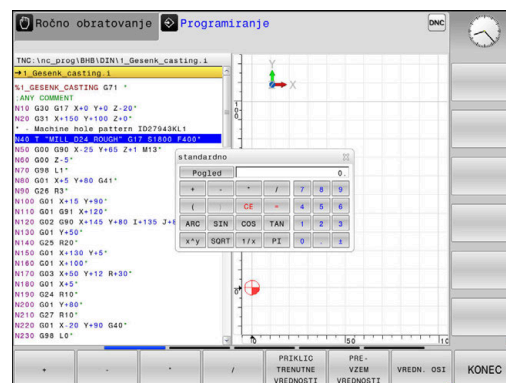 Ročno obratovanje
Programiranje
DNC
TNC:\nc_prog\BHB\DIN\1_Gesenk_casting.i
→1_Gesenk_casting.i
%1_GESENK_CASTING G71 *
;ANY COMMENT
N10 G30 G17 X+0 Y+0 Z-20*
N20 G31 X+150 Y+100 Z+0*
* - Machine hole pattern ID27943KL1
N40 T "MILL_D24_ROUGH" G17 S1800 F400*
N50 G00 G90 X-25 Y+65 Z+1 M13*
N60 G00 Z-5*
N70 G98 L1*
N80 G01 X+5 Y+80 G41*
N90 G26 R3*
N100 G01 X+15 Y+90*
N110 G01 G91 X+120*
N120 G02 G90 X+145 Y+80 I+135 J+8
N130 G01 Y+50*
N140 G25 R20*
N150 G01 X+130 Y+5*
N160 G01 X+100*
N170 G03 X+50 Y+12 R+30*
N180 G01 X+5*
N190 G24 R10*
N200 G01 Y+80*
N210 G27 R10*
N220 G01 X-20 Y+90 G40*
N230 G98 L0*
Y
X
standardno
Pogled 0.
+ - * / 7 8 9
( ) CE = 4 5 6
ARC SIN COS TAN 1 2 3
x^y SQRT 1/x PI 0 . ±
+
-
*
/
PRIKLIC
TRENUTNE
VREDNOSTI
PRE-
VZEM
VREDNOSTI
VREDN. OSI
KONEC